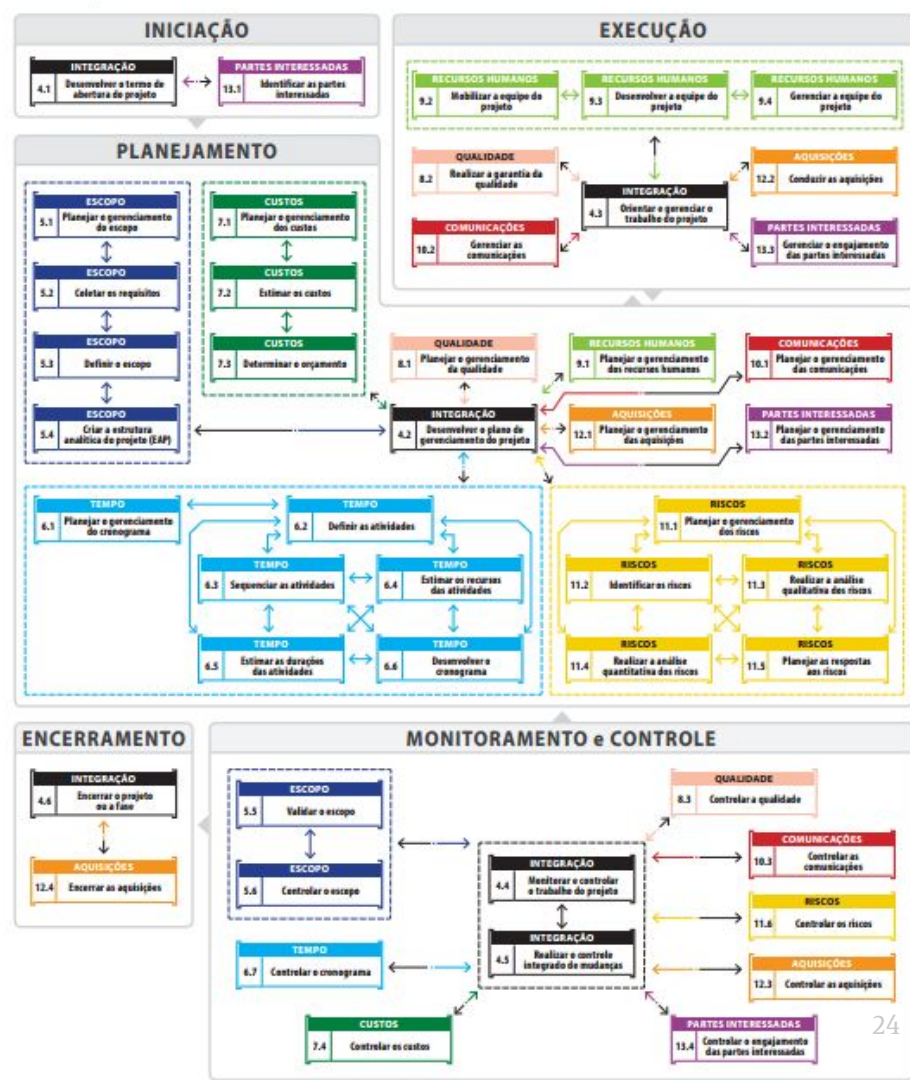 INICIAÇÃO
INTEGRAÇÃO
4.1
Desenvolver o termo de
abertura do projeto
PARTES INTERESSADAS
13.1
Identificar as partes
interessadas
EXECUÇÃO
RECURSOS HUMANOS
9.2
Mobilizar a equipe do
projeto
RECURSOS HUMANOS
9.3
Desenvolver a equipe do
projeto
RECURSOS HUMANOS
9.4
Gerenciar a equipe do
projeto
QUALIDADE
8.2
Realizar a garantia da
qualidade
AQUISIÇÕES
12.2
Conduzir as aquisições
INTEGRAÇÃO
4.3
Orientar e gerenciar o
trabalho do projeto
COMUNICAÇÕES
10.2
Gerenciar as
comunicações
PARTES INTERESSADAS
13.3
Gerenciar o engajamento
das partes interessadas
PLANEJAMENTO
ESCOPO
5.1
Planejar o gerenciamento
do escopo
ESCOPO
5.2
Coletar os requisitos
ESCOPO
5.3
Definir o escopo
ESCOPO
5.4
Criar a estrutura
analítica do projeto (EAP)
CUSTOS
7.1
Planejar o gerenciamento
dos custos
CUSTOS
7.2
Estimar os custos
CUSTOS
7.3
Determinar o orçamento
QUALIDADE
8.1
Planejar o gerenciamento
da qualidade
RECURSOS HUMANOS
9.1
Planejar o gerenciamento
dos recursos humanos
COMUNICAÇÕES
10.1
Planejar o gerenciamento
das comunicações
INTEGRAÇÃO
4.2
Desenvolver o plano de
gerenciamento do projeto
AQUISIÇÕES
12.1
Planejar o gerenciamento
das aquisições
PARTES INTERESSADAS
13.2
Planejar o gerenciamento
das partes interessadas
TEMPO
6.1
Planejar o gerenciamento
do cronograma
TEMPO
6.2
Definir as atividades
TEMPO
6.3
Sequenciar as atividades
TEMPO
6.4
Estimar os recursos
das atividades
TEMPO
6.5
Estimar as durações
das atividades
TEMPO
6.6
Desenvolver o
cronograma
RISCOS
11.1
Planejar o gerenciamento
dos riscos
RISCOS
11.2
Identificar os riscos
RISCOS
11.3
Realizar a análise
qualitativa dos riscos
RISCOS
11.4
Realizar a análise
quantitativa dos riscos
RISCOS
11.5
Planejar as respostas
aos riscos
ENCERRAMENTO
INTEGRAÇÃO
4.6
Encerrar o projeto
ou a fase
AQUISIÇÕES
12.4
Encerrar as aquisições
MONITORAMENTO e CONTROLE
ESCOPO
5.5
Validar o escopo
ESCOPO
5.6
Controlar o escopo
TEMPO
6.7
Controlar o cronograma
CUSTOS
7.4
Controlar os custos
INTEGRAÇÃO
4.4
Monitorar e controlar
o trabalho do projeto
INTEGRAÇÃO
4.5
Realizar o controle
integrado de mudanças
QUALIDADE
8.3
Controlar a qualidade
COMUNICAÇÕES
10.3
Controlar as
comunicações
RISCOS
11.6
Controlar os riscos
AQUISIÇÕES
12.3
Controlar as aquisições
PARTES INTERESSADAS
13.4
Controlar o engajamento
das partes interessadas
24